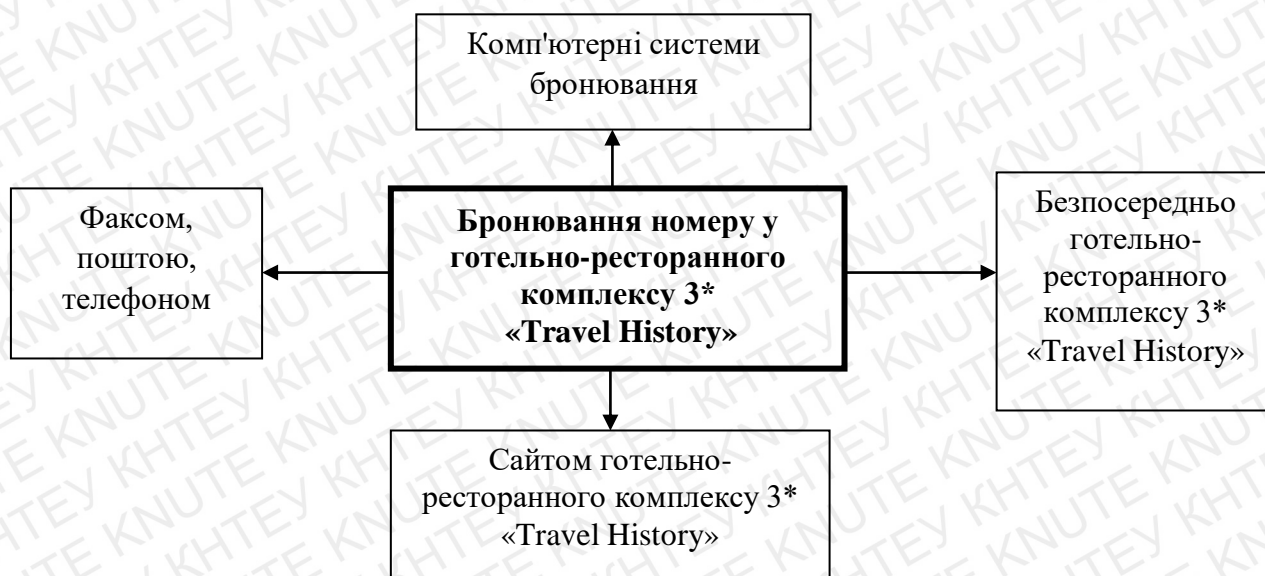 Комп'ютерні системи
бронювання
Факсом,
поштою,
телефоном
Бронювання номеру у
готельно-ресторанного
комплексу 3*
«Travel History»
Безпосередньо
готельно-
ресторанного
комплексу 3*
«Travel History»
Сайтом готельно-
ресторанного комплексу 3*
«Travel History»